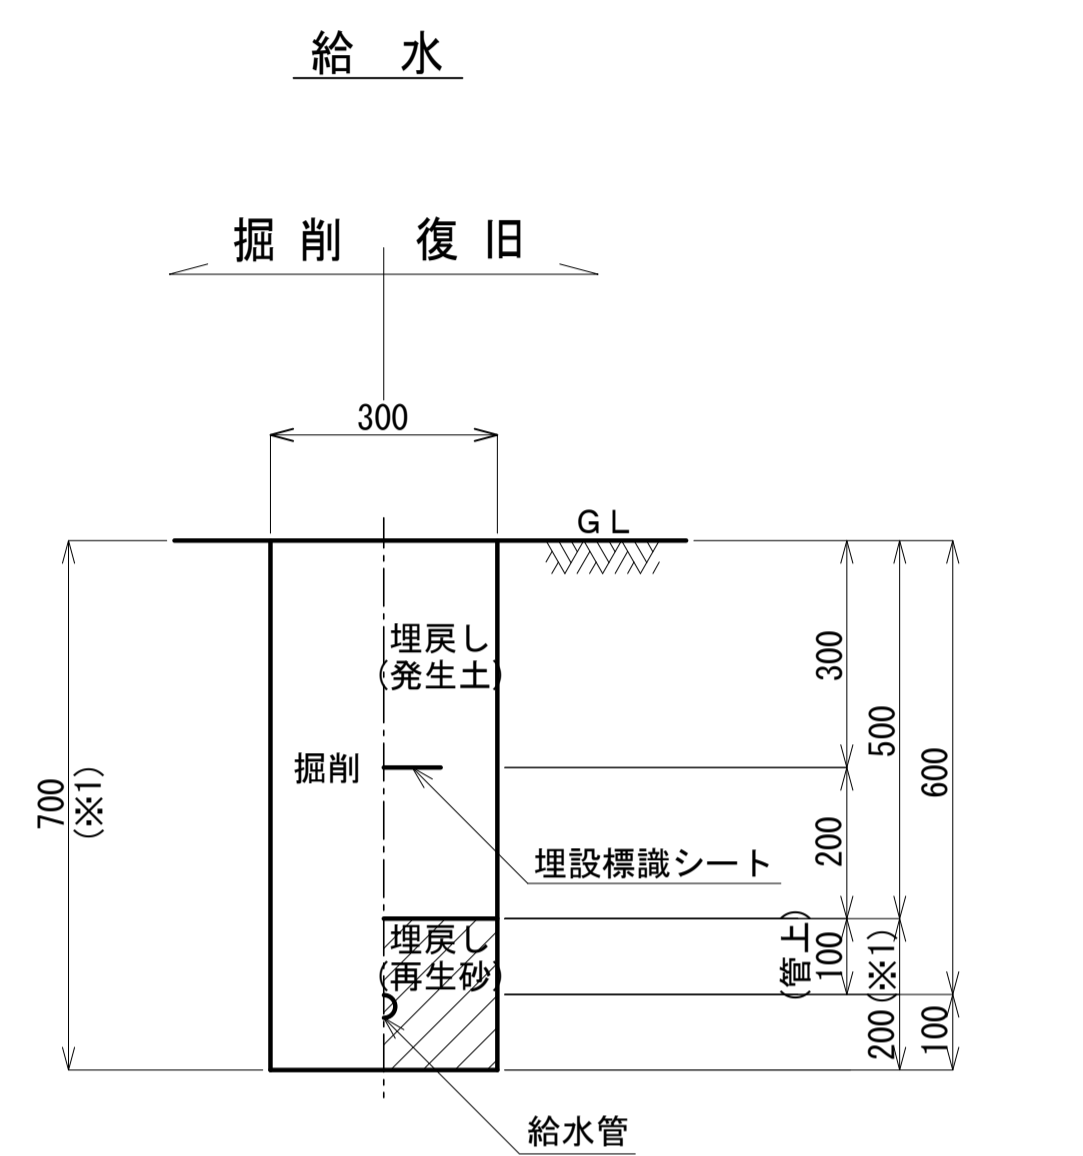 給 水
掘 削 復 旧
300
GL
埋戻し
(発生土)
掘削
埋設標識シート
埋戻し
(再生砂)
給水管
700
(※1)
300
200
100
(管上)
500
200(※1)
600
100